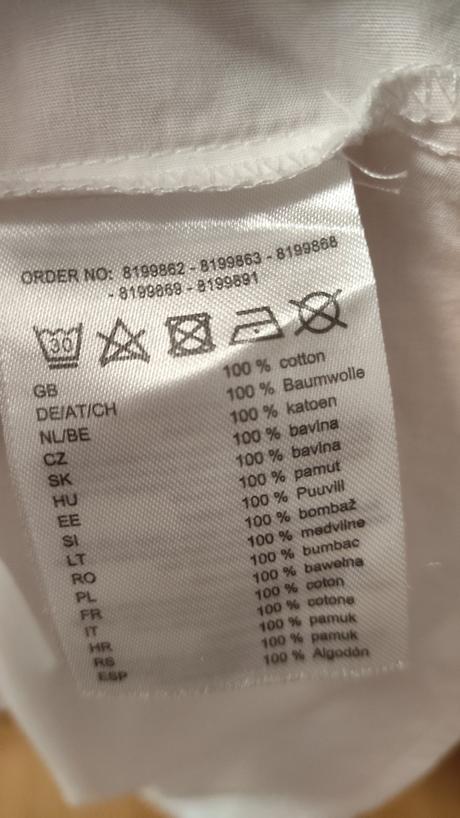 ORDER NO: 8199862 - 8199863 - 8199868
- 8199869 - 8199891
30
GB 100 % cotton
DE/AT/CH 100 % Baumwolle
NL/BE 100 % katoen
CZ 100 % bavlna
SK 100 % bavlna
HU 100 % pamut
EE 100 % Puuvill
SI 100 % bombaž
LT 100 % medvilne
RO 100 % bumbac
PL 100 % bawelna
FR 100 % coton
IT 100 % cotone
HR 100 % pamuk
RS 100 % pamuk
ESP 100 % Algodón